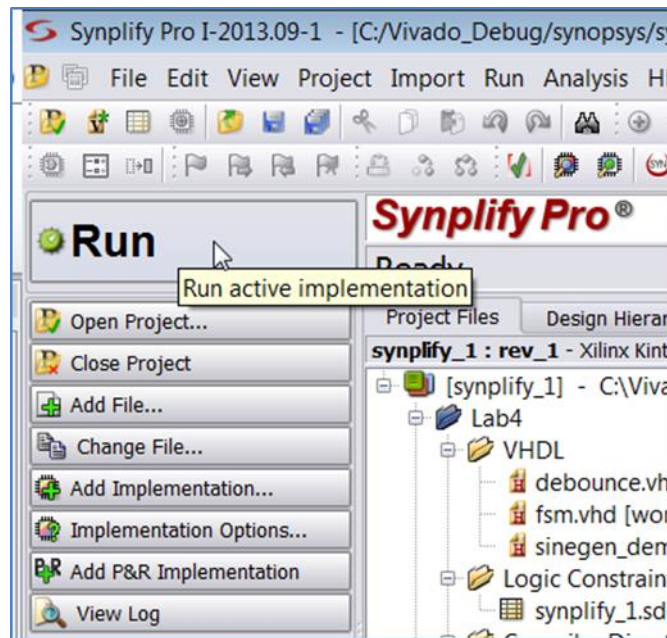 Synplify Pro I-2013.09-1 - [C:/Vivado_Debug/synopsys/
File Edit View Project Import Run Analysis
Run
Synplify Pro®
Ready
Run active implementation
Open Project...
Close Project
Add File...
Change File...
Add Implementation...
Implementation Options...
Add P&R Implementation
View Log
Project Files Design Hierar
synplify_1 : rev_1 - Xilinx Kint
[synplify_1] - C:\Viva
Lab4
VHDL
debounce.vh
fsm.vhd [wor
sinegen_dem
Logic Constrain
synplify_1.sd